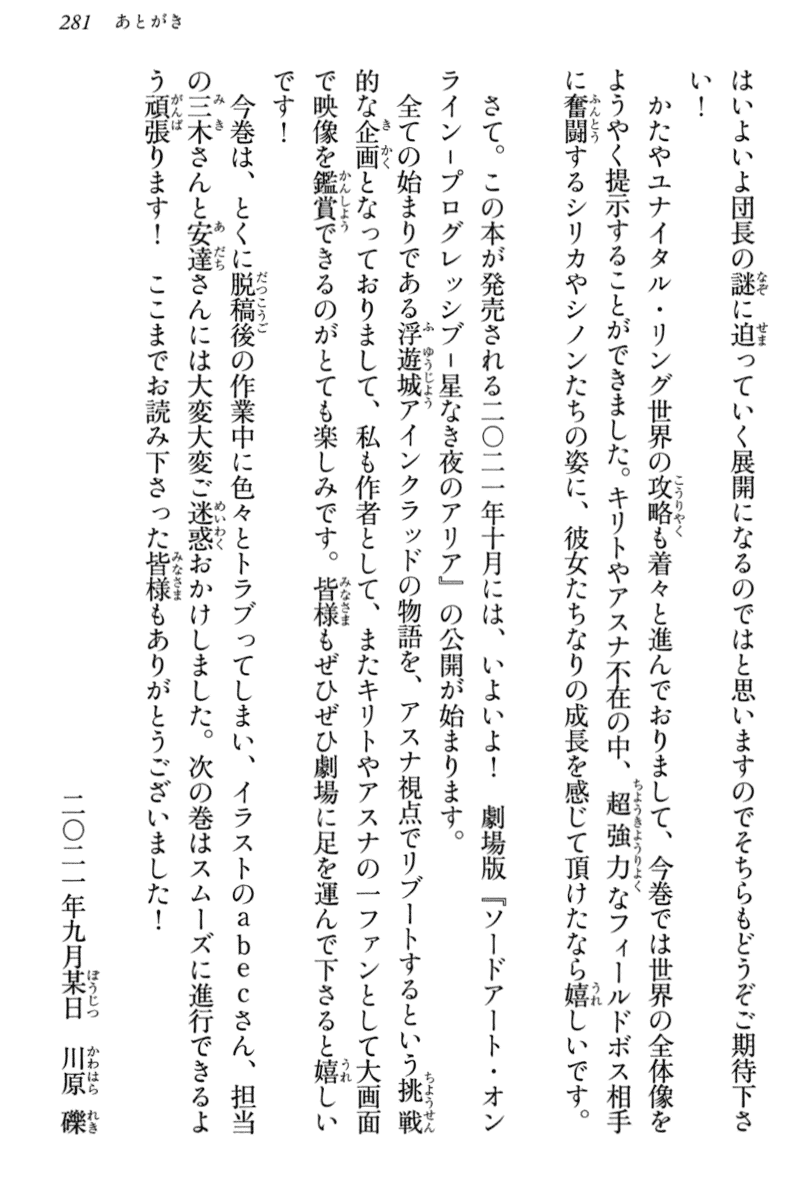 281　あとがき
はいよいよ団長の謎に迫っていく展開になるのではと思いますのでそちらもどうぞご期待下さ
い！
　かたやユナイタル・リング世界の攻略も着々と進んでおりまして、今巻では世界の全体像を
ようやく提示することができました。キリトやアスナ不在の中、超強力なフィールドボス相手
に奮闘するシリカやシノンたちの姿に、彼女たちなりの成長を感じて頂けたなら嬉しいです。
　さて。この本が発売される二〇二一年十月には、いよいよ！　劇場版『ソードアート・オン
ライン‐プログレッシブ‐星なき夜のアリア』の公開が始まります。
　全ての始まりである浮遊城アインクラッドの物語を、アスナ視点でリブートするという挑戦
的な企画となっておりまして、私も作者として、またキリトやアスナの一ファンとして大画面
で映像を鑑賞できるのがとても楽しみです。皆様もぜひぜひ劇場に足を運んで下さると嬉しい
です！
　今巻は、とくに脱稿後の作業中に色々とトラブってしまい、イラストのａｂｅｃさん、担当
の三木さんと安達さんには大変大変ご迷惑おかけしました。次の巻はスムーズに進行できるよ
う頑張ります！　ここまでお読み下さった皆様もありがとうございました！
二〇二一年九月某日　川原　礫